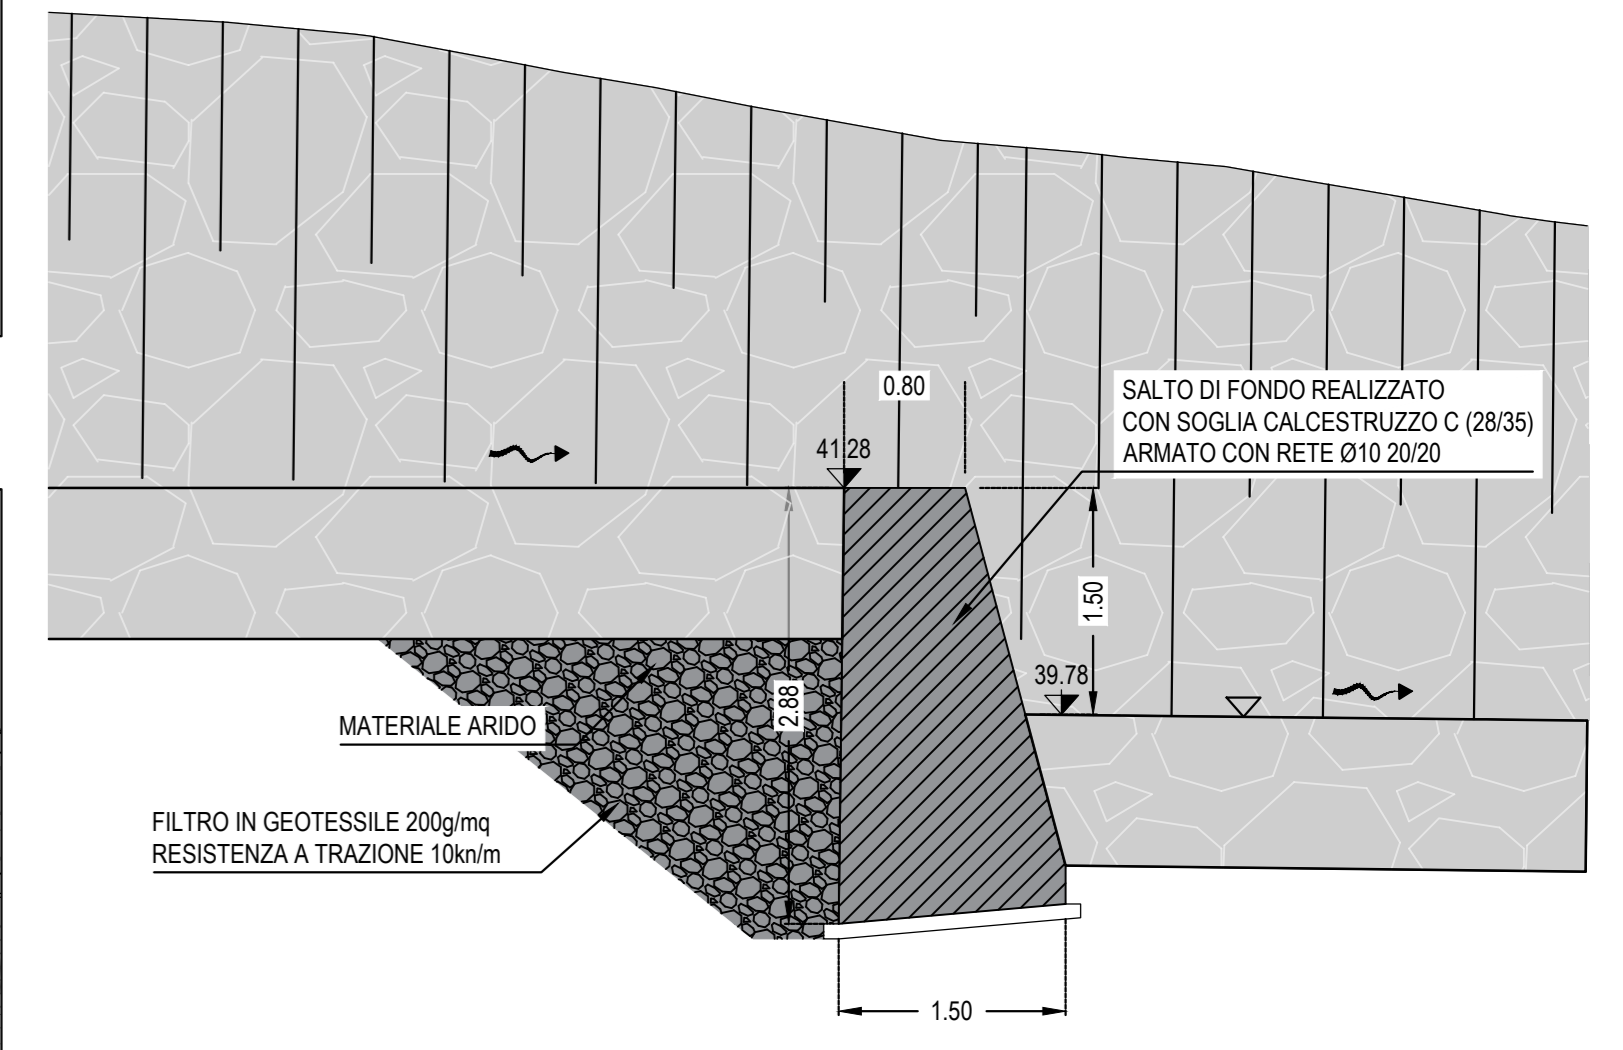 0.80
SALTO DI FONDO REALIZZATO
CON SOGLIA CALCESTRUZZO C (28/35)
ARMATO CON RETE Ø10 20/20
41.28
1.50
39.78
2.88
MATERIALE ARIDO
FILTRO IN GEOTESSILE 200g/mq
RESISTENZA A TRAZIONE 10kn/m
1.50